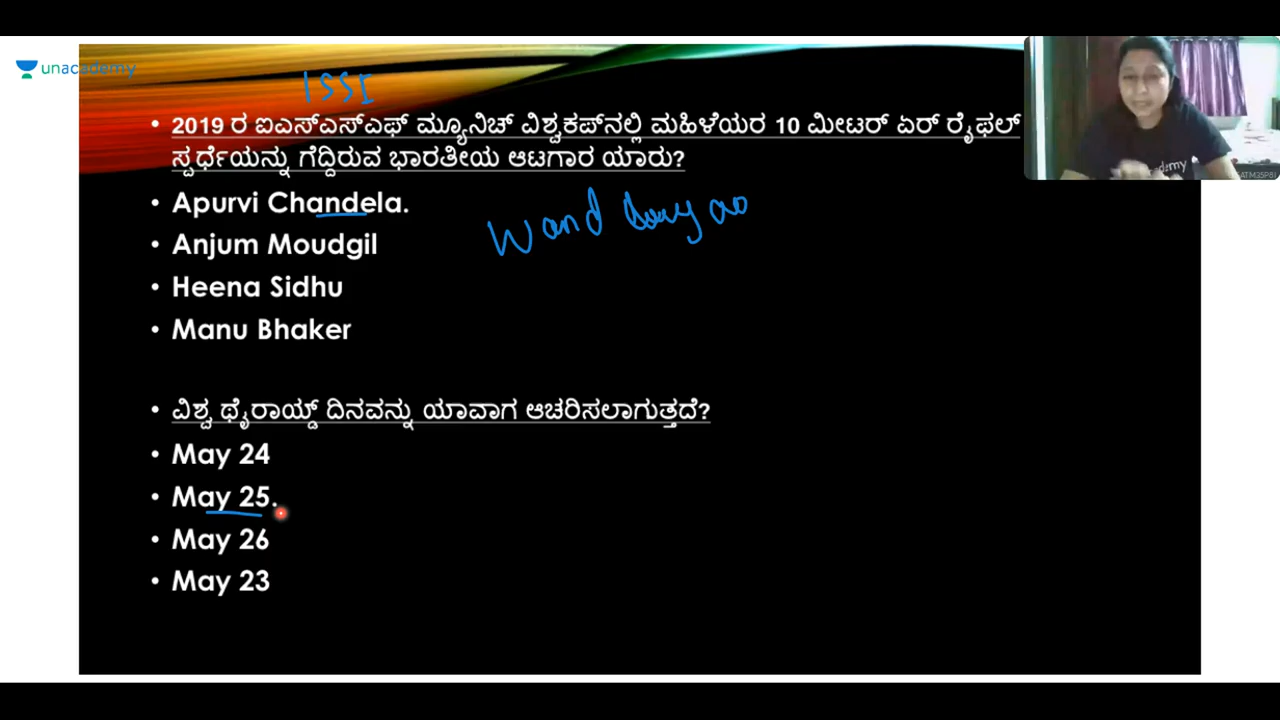 unacademy
ISSI
• 2019 ರ ಐಎಸ್ಎಸ್ಎಫ್ ಮ್ಯೂನಿಚ್ ವಿಶ್ವಕಪ್‌ನಲ್ಲಿ ಮಹಿಳೆಯರ 10 ಮೀಟರ್ ಏರ್ ರೈಫಲ್
ಸ್ಪರ್ಧೆಯನ್ನು ಗೆದ್ದಿರುವ ಭಾರತೀಯ ಆಟಗಾರ ಯಾರು?
• Apurvi Chandela.
• Anjum Moudgil
• Heena Sidhu
• Manu Bhaker
• ವಿಶ್ವ ಥೈರಾಯ್ಡ್ ದಿನವನ್ನು ಯಾವಾಗ ಆಚರಿಸಲಾಗುತ್ತದೆ?
• May 24
• May 25.
• May 26
• May 23